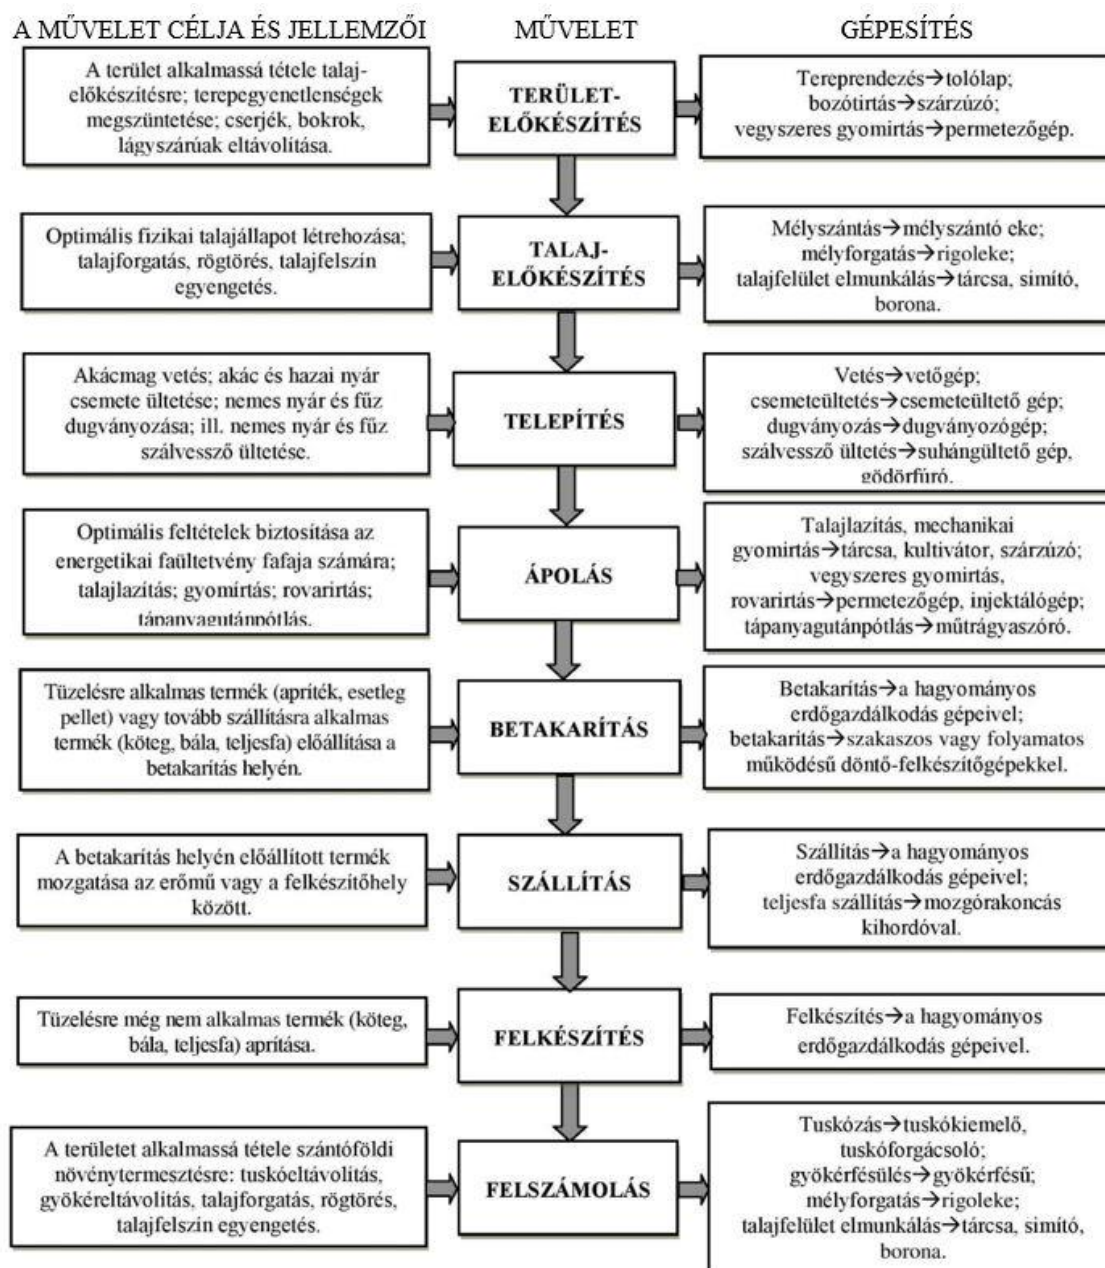 A MŰVELET CÉLJA ÉS JELLEMZŐI
MŰVELET
GÉPESÍTÉS
A terület alkalmassá tétele talaj-
előkészítésre; terepegyenetlenségek
megszüntetése; cserjék, bokrok,
lágyszárúak eltávolítása.
TERÜLET-
ELŐKÉSZÍTÉS
Tereprendezés→tolólap;
bozótirtás→szárzúzó;
vegyszeres gyomirtás→permetezőgép.
Optimális fizikai talajállapot létrehozása;
talajforgatás, rögtörés, talajfelszín
egyengetés.
TALAJ-
ELŐKÉSZÍTÉS
Mélyszántás→mélyszántó eke;
mélyforgatás→rigoleke;
talajfelület elmunkálás→tárcsa, simító,
borona.
Akácmag vetés; akác és hazai nyár
csemete ültetése; nemes nyár és fűz
dugványozása; ill. nemes nyár és fűz
szálvessző ültetése.
TELEPÍTÉS
Vetés→vetőgép;
csemeteültetés→csemeteültető gép;
dugványozás→dugványozógép;
szálvessző ültetés→suhángültető gép,
gödörfúró.
Optimális feltételek biztosítása az
energetikai faültetvény fafaja számára;
talajlazítás; gyomírtás; rovarirtás;
tápanyagutánpótlás.
ÁPOLÁS
Talajlazítás, mechanikai
gyomirtás→tárcsa, kultivátor, szárzúzó;
vegyszeres gyomirtás,
rovarirtás→permetezőgép, injektálógép;
tápanyagutánpótlás→műtrágyaszóró.
Tüzelésre alkalmas termék (apríték, esetleg
pellet) vagy tovább szállításra alkalmas
termék (köteg, bála, teljesfa) előállítása a
betakarítás helyén.
BETAKARÍTÁS
Betakarítás→a hagyományos
erdőgazdálkodás gépeivel;
betakarítás→szakaszos vagy folyamatos
működésű döntő-felkészítőgépekkel.
A betakarítás helyén előállított termék
mozgatása az erőmű vagy a felkészítőhely
között.
SZÁLLÍTÁS
Szállítás→a hagyományos
erdőgazdálkodás gépeivel;
teljesfa szállítás→mozgórakoncás
kihordóval.
Tüzelésre még nem alkalmas termék (köteg,
bála, teljesfa) aprítása.
FELKÉSZÍTÉS
Felkészítés→a hagyományos
erdőgazdálkodás gépeivel.
A területet alkalmassá tétele szántóföldi
növénytermesztésre: tuskóeltávolítás,
gyökéreltávolítás, talajforgatás, rögtörés,
talajfelszín egyengetés.
FELSZÁMOLÁS
Tuskózás→tuskókiemelő,
tuskóforgácsoló;
gyökérfésülés→gyökérfésű;
mélyforgatás→rigoleke;
talajfelület elmunkálás→tárcsa, simító,
borona.